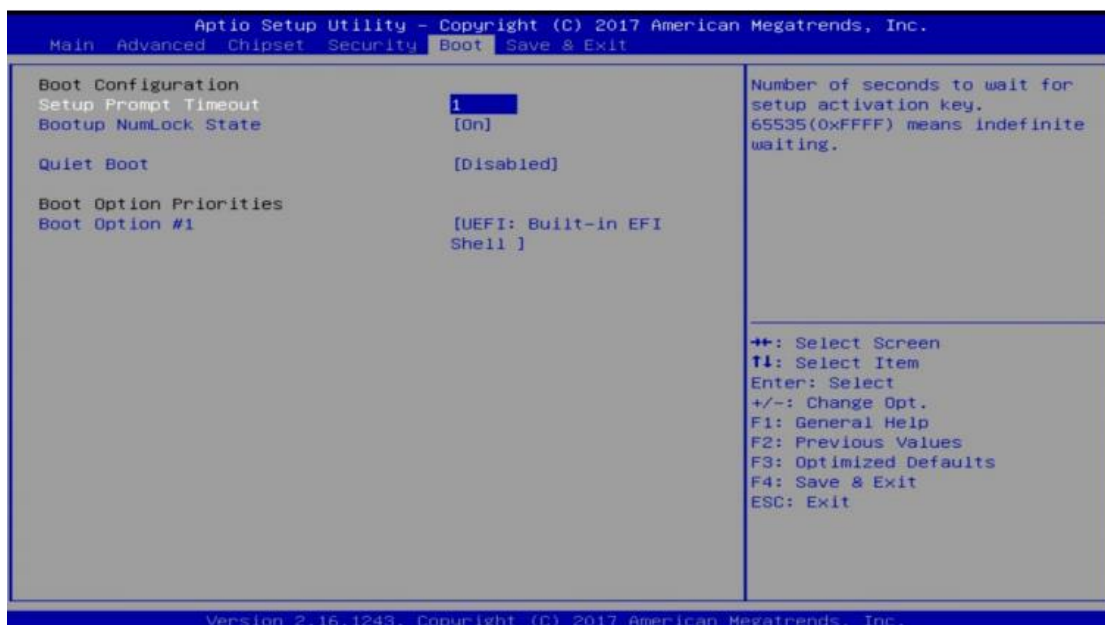 Aptio Setup Utility – Copyright (C) 2017 American Megatrends, Inc.
Main Advanced Chipset Security Boot Save & Exit
Boot Configuration
Setup Prompt Timeout 1
Bootup NumLock State [On]
Quiet Boot [Disabled]
Boot Option Priorities
Boot Option #1 [UEFI: Built-in EFI
Shell ]
Number of seconds to wait for
setup activation key.
65535(0xFFFF) means indefinite
waiting.
→←: Select Screen
↑↓: Select Item
Enter: Select
+/-: Change Opt.
F1: General Help
F2: Previous Values
F3: Optimized Defaults
F4: Save & Exit
ESC: Exit
Version 2.16.1243. Copyright (C) 2017 American Megatrends, Inc.